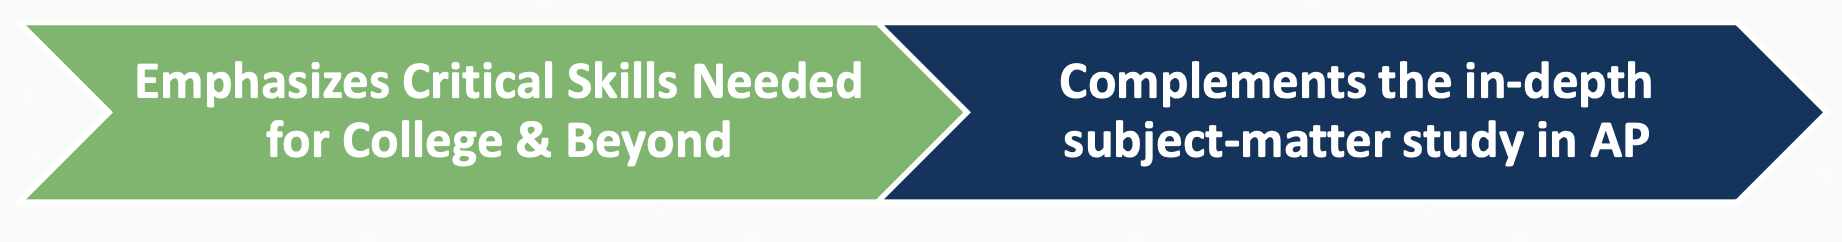 Emphasizes Critical Skills Needed
for College & Beyond
Complements the in-depth
subject-matter study in AP